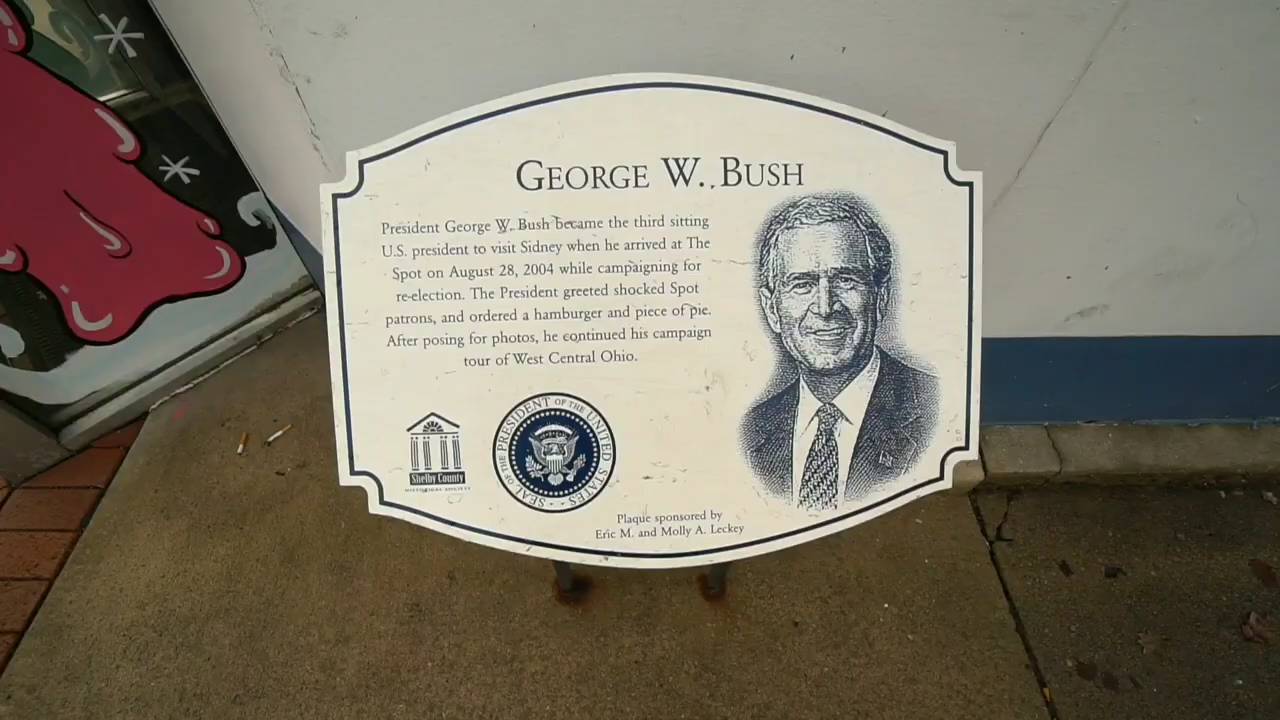 GEORGE W. BUSH
President George W. Bush became the third sitting
U.S. president to visit Sidney when he arrived at The
Spot on August 28, 2004 while campaigning for
re-election. The President greeted shocked Spot
patrons, and ordered a hamburger and piece of pie.
After posing for photos, he continued his campaign
tour of West Central Ohio.
SEAL OF THE PRESIDENT OF THE UNITED STATES
Shelby County
HISTORICAL SOCIETY
Plaque sponsored by
Eric M. and Molly A. Leckey